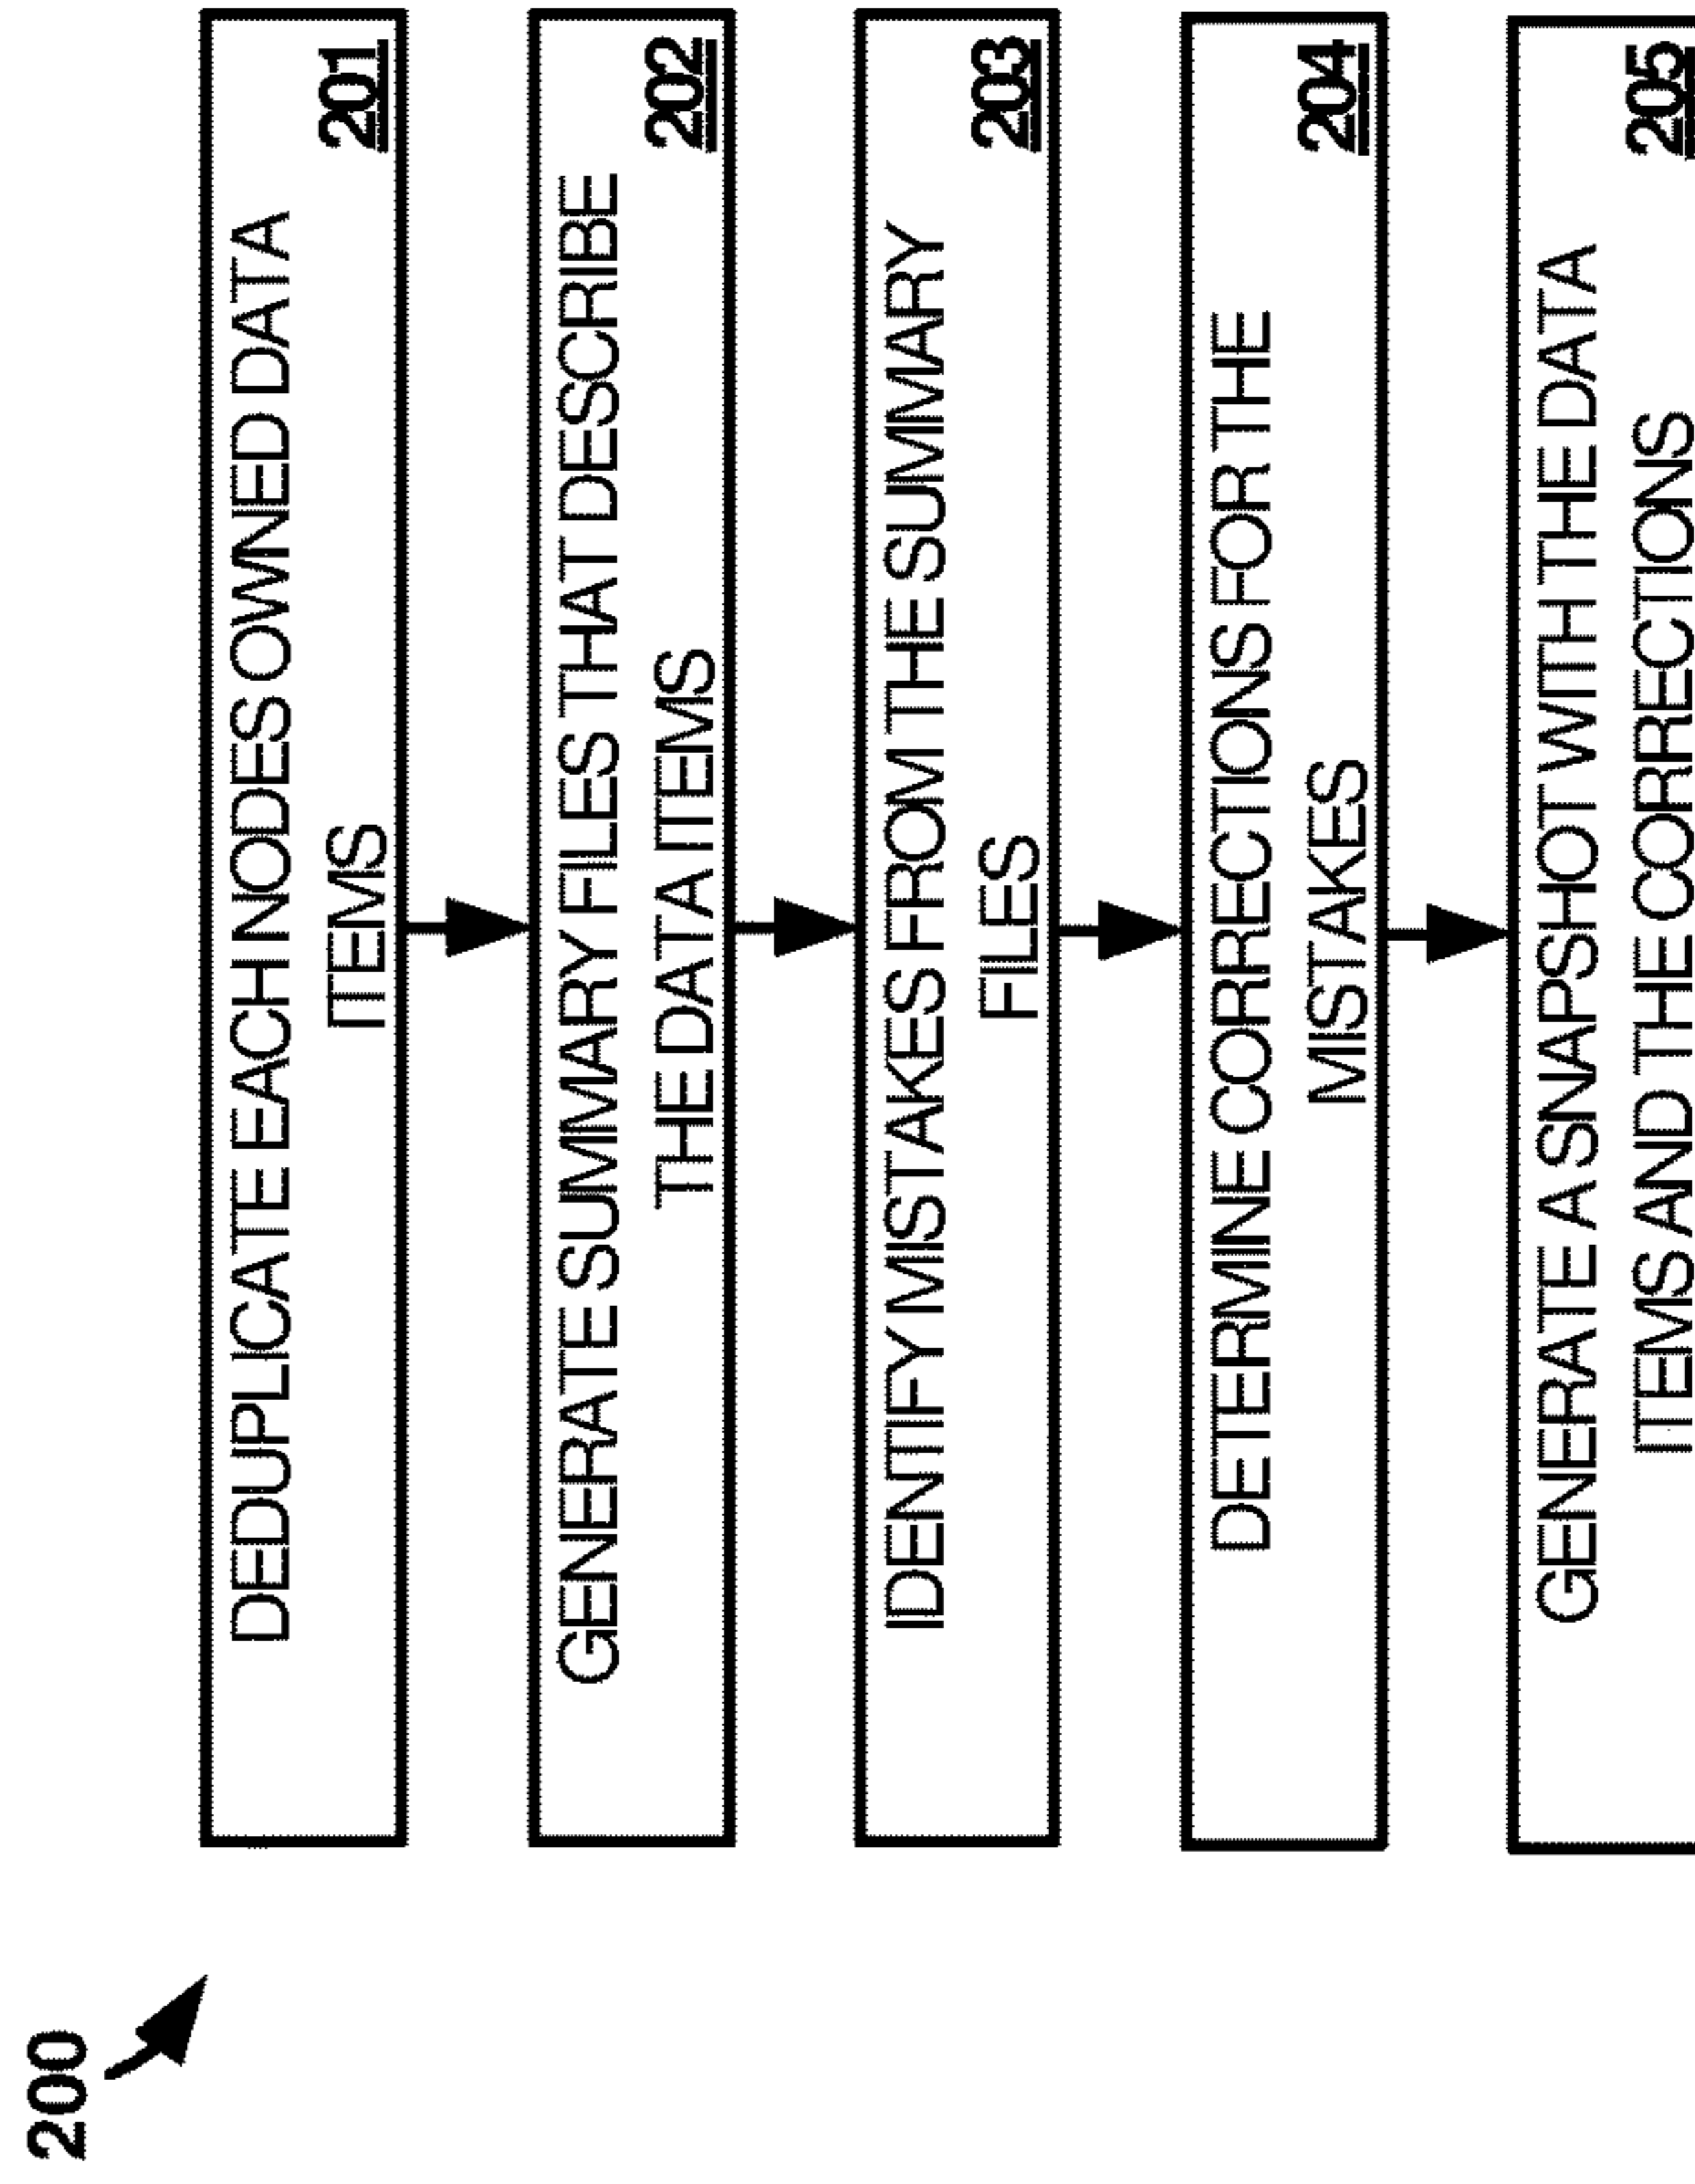 200
DEDUPLICATE EACH NODES OWNED DATA
ITEMS
201
GENERATE SUMMARY FILES THAT DESCRIBE
THE DATA ITEMS
202
IDENTIFY MISTAKES FROM THE SUMMARY
FILES
203
DETERMINE CORRECTIONS FOR THE
MISTAKES
204
GENERATE A SNAPSHOT WITH THE DATA
ITEMS AND THE CORRECTIONS
205